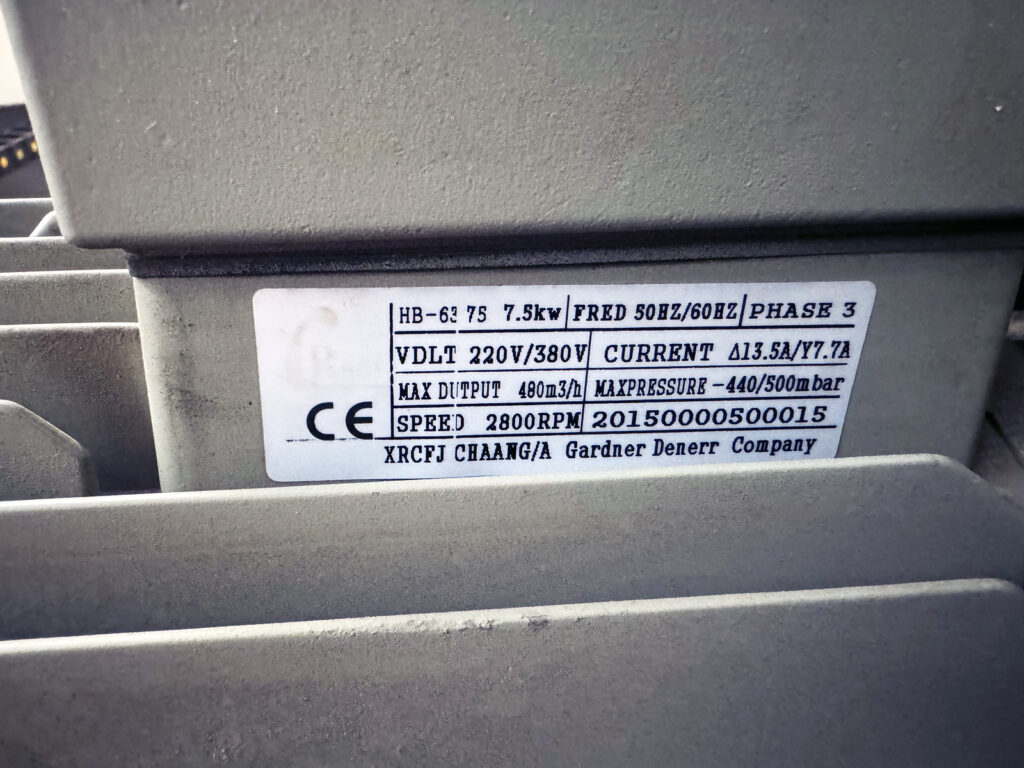 HB-63 75 7.5kw FRED 50HZ/60HZ PHASE 3
VDLT 220V/380V CURRENT Δ13.5A/Y7.7A
MAX DUTPUT 480m3/h MAXPRESSURE -440/500mbar
SPEED 2800RPM 20150000500015
CE
XRCFJ CHAANG/A Gardner Denerr Company